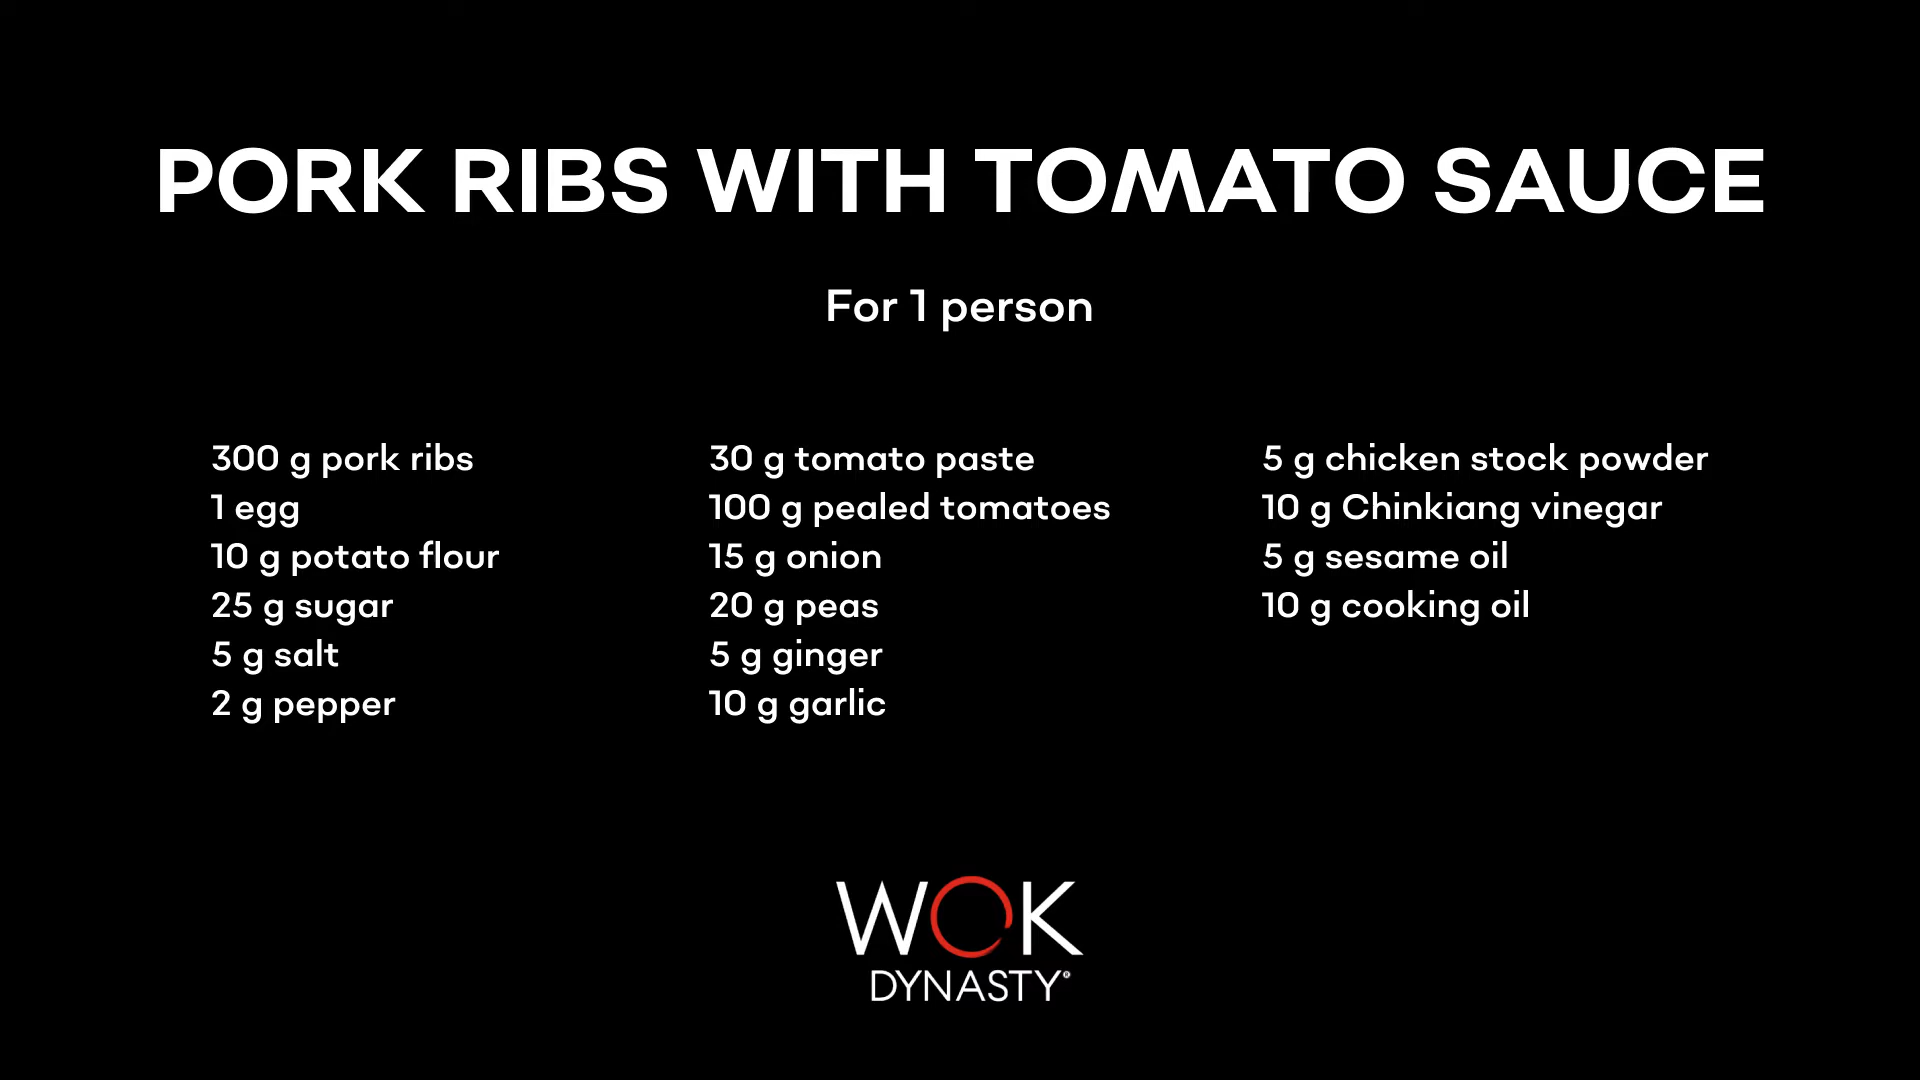 PORK RIBS WITH TOMATO SAUCE
For 1 person
300 g pork ribs
1 egg
10 g potato flour
25 g sugar
5 g salt
2 g pepper
30 g tomato paste
100 g pealed tomatoes
15 g onion
20 g peas
5 g ginger
10 g garlic
5 g chicken stock powder
10 g Chinkiang vinegar
5 g sesame oil
10 g cooking oil
WOK
DYNASTY®